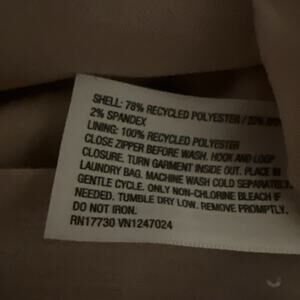 SHELL: 78% RECYCLED POLYESTER / 20%
2% SPANDEX
LINING: 100% RECYCLED POLYESTER
CLOSE ZIPPER BEFORE WASH. HOOK AND LOOP
CLOSURE. TURN GARMENT INSIDE OUT. PLACE IN
LAUNDRY BAG. MACHINE WASH COLD SEPARATELY.
GENTLE CYCLE. ONLY NON-CHLORINE BLEACH IF
NEEDED. TUMBLE DRY LOW. REMOVE PROMPTLY.
DO NOT IRON.
RN17730 VN1247024